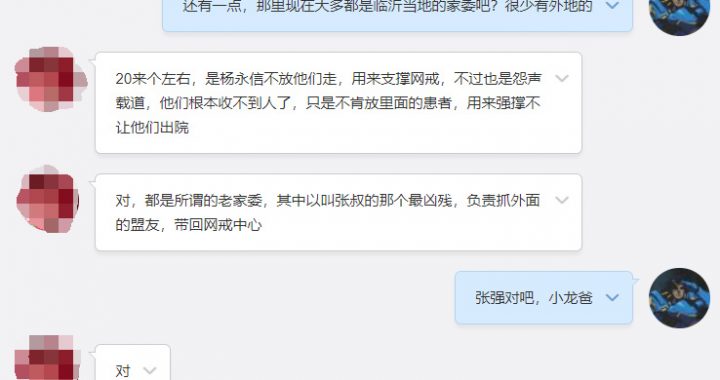 还有一点，那里现在大多都是临沂当地的家委吧？很少有外地的
20来个左右，是杨永信不放他们走，用来支撑网戒，不过也是怨声
载道，他们根本收不到人了，只是不肯放里面的患者，用来强撑不
让他们出院
对，都是所谓的老家委，其中以叫张叔的那个最凶残，负责抓外面
的盟友，带回网戒中心
张强对吧，小龙爸
对